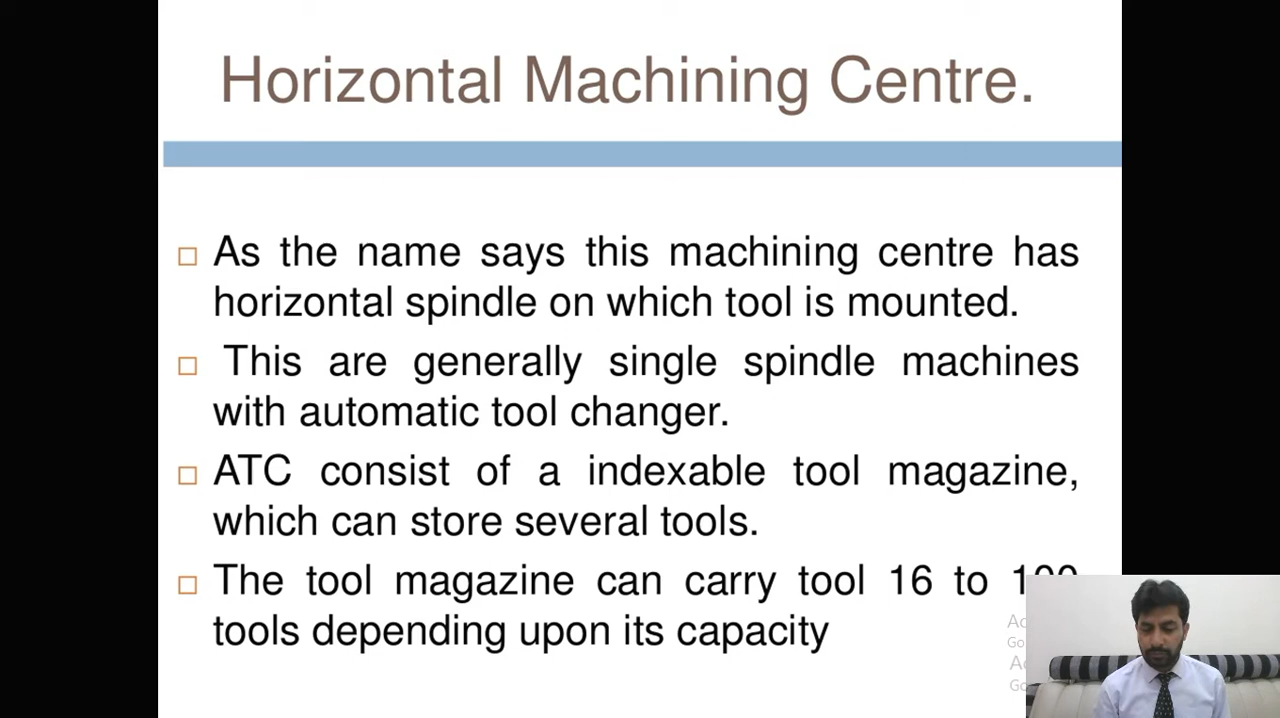 Horizontal Machining Centre.
As the name says this machining centre has
horizontal spindle on which tool is mounted.
This are generally single spindle machines
with automatic tool changer.
ATC consist of a indexable tool magazine,
which can store several tools.
The tool magazine can carry tool 16 to 100
tools depending upon its capacity